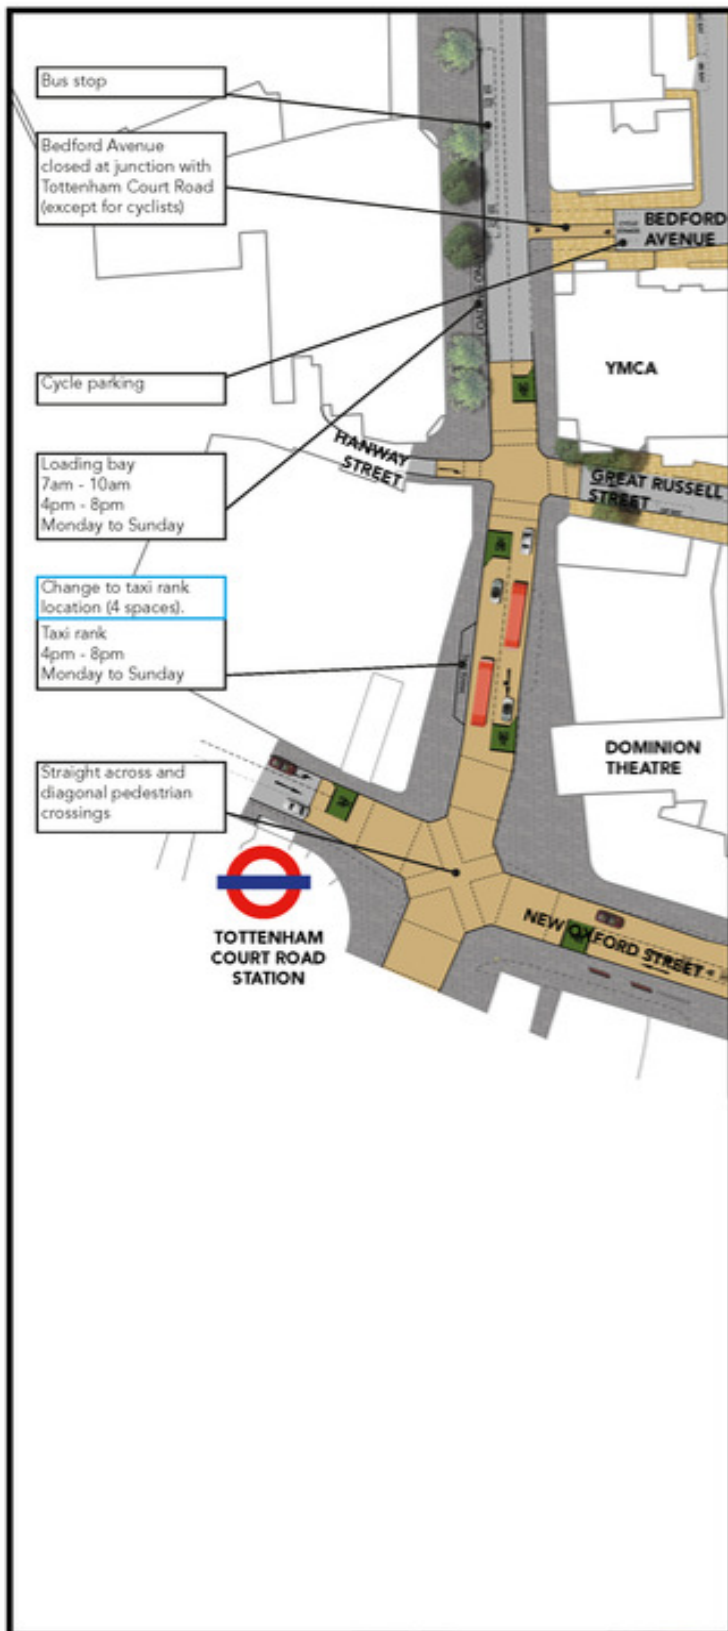 Bus stop
Bedford Avenue
closed at junction with
Tottenham Court Road
(except for cyclists)
BEDFORD
AVENUE
CYCLE
Cycle parking
YMCA
HANWAY
STREET
Loading bay
7am - 10am
4pm - 8pm
Monday to Sunday
GREAT RUSSELL
STREET
Change to taxi rank
location (4 spaces).
Taxi rank
4pm - 8pm
Monday to Sunday
DOMINION
THEATRE
Straight across and
diagonal pedestrian
crossings
TOTTENHAM
COURT ROAD
STATION
NEW OXFORD STREET